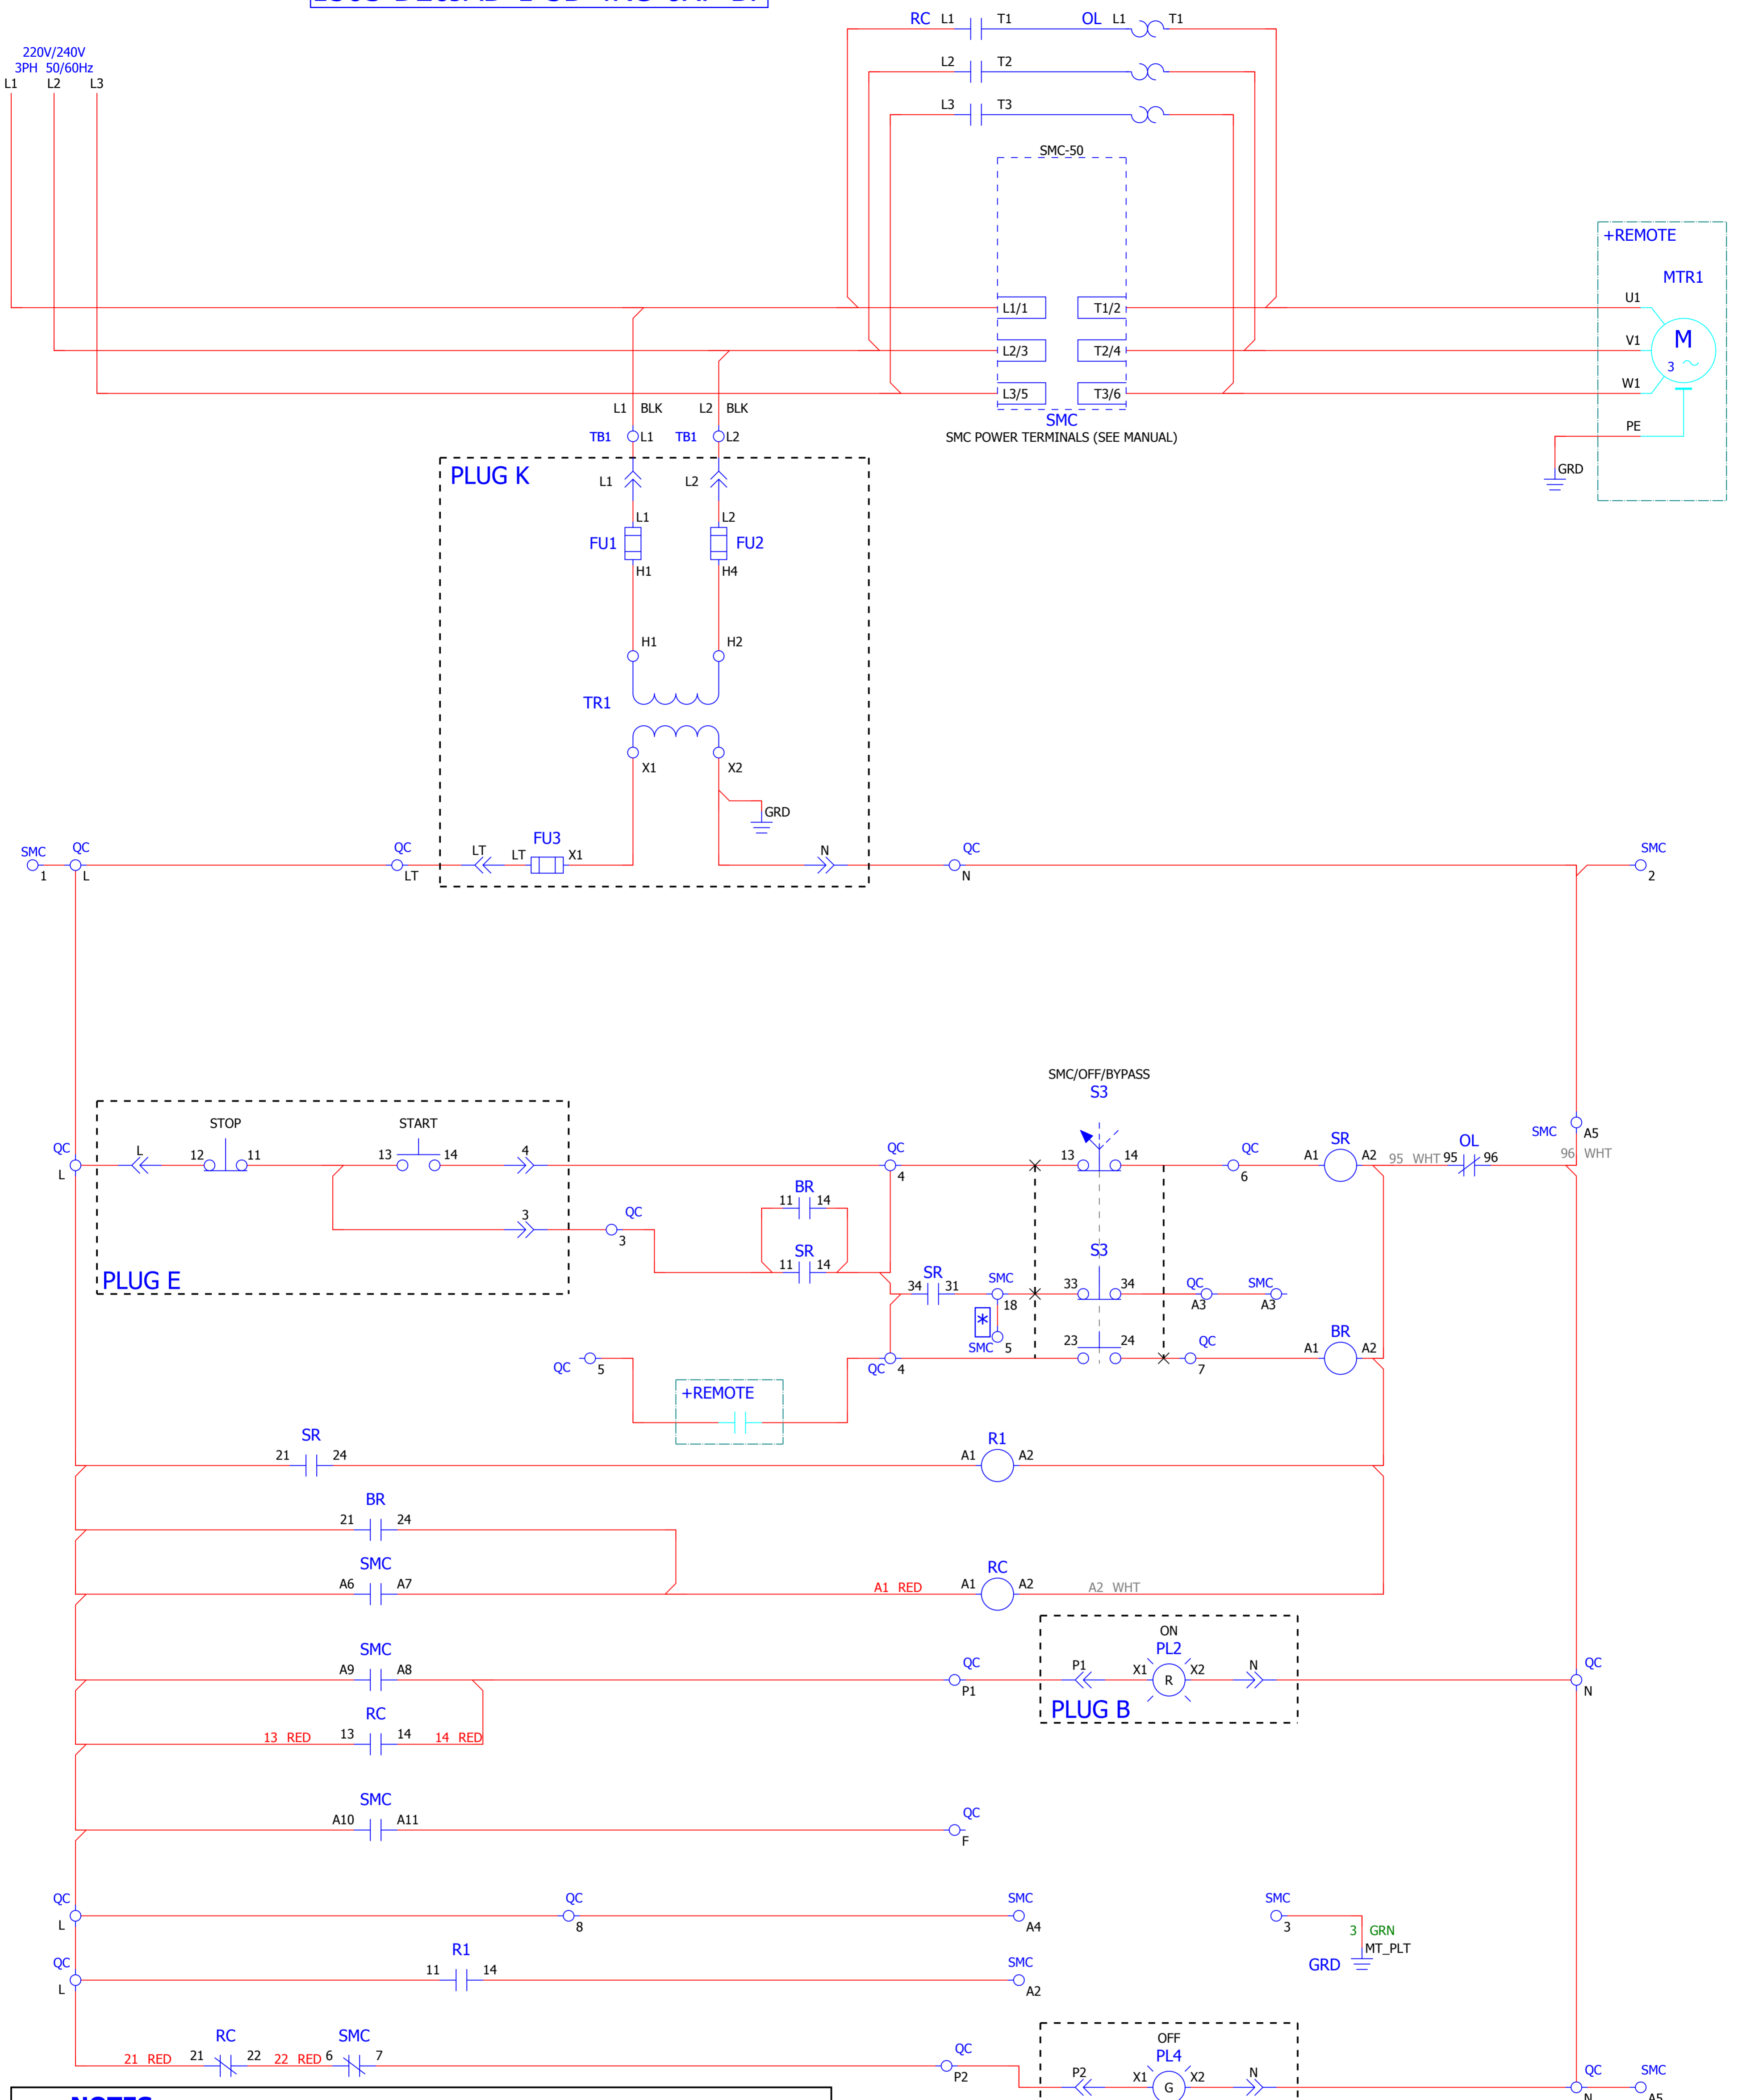 RC L1 T1 OL L1 T1
220V/240V
3PH 50/60Hz
L1 L2 L3
L2 T2
L3 T3
SMC-50
+REMOTE
MTR1
L1/1 T1/2 U1
L2/3 T2/4 V1 M
3
L3/5 T3/6 W1
L1 BLK L2 BLK
SMC
PE
TB1 L1 TB1 L2
SMC POWER TERMINALS (SEE MANUAL)
PLUG K
L1 L2
GRD
L1 L2
FU1 FU2
H1 H4
H1 H2
TR1
X1 X2
GRD
FU3
SMC QC QC LT LT X1 N QC SMC
1 L LT N 2
SMC/OFF/BYPASS
S3
STOP START
QC L 12 11 13 14 4 QC 13 14 QC SR OL SMC A5
A1 A2 95 WHT 95 96 96 WHT
L 4 6
BR
11 14
3 QC
3
SR
11 14
S3
PLUG E
SR
34 31 SMC 33 34 QC SMC
18 A3 A3
*
SMC 5 23 24 QC BR
A1 A2
QC 5 QC 4 7
+REMOTE
SR
21 24
R1
A1 A2
BR
21 24
SMC
A6 A7
RC
A1 RED A1 A2 A2 WHT
ON
SMC
A9 A8
QC P1 X1 PL2 X2 N QC
P1 R N
PLUG B
RC
13 RED 13 14 14 RED
SMC
A10 A11
QC
F
QC QC SMC SMC
L 8 A4 3
3 GRN
MT_PLT
GRD
R1
QC 11 14 SMC
L A2
OFF
RC SMC
21 RED 21 22 22 RED 6 7
QC P2 X1 PL4 X2 N QC SMC
P2 G N A5
NOTES